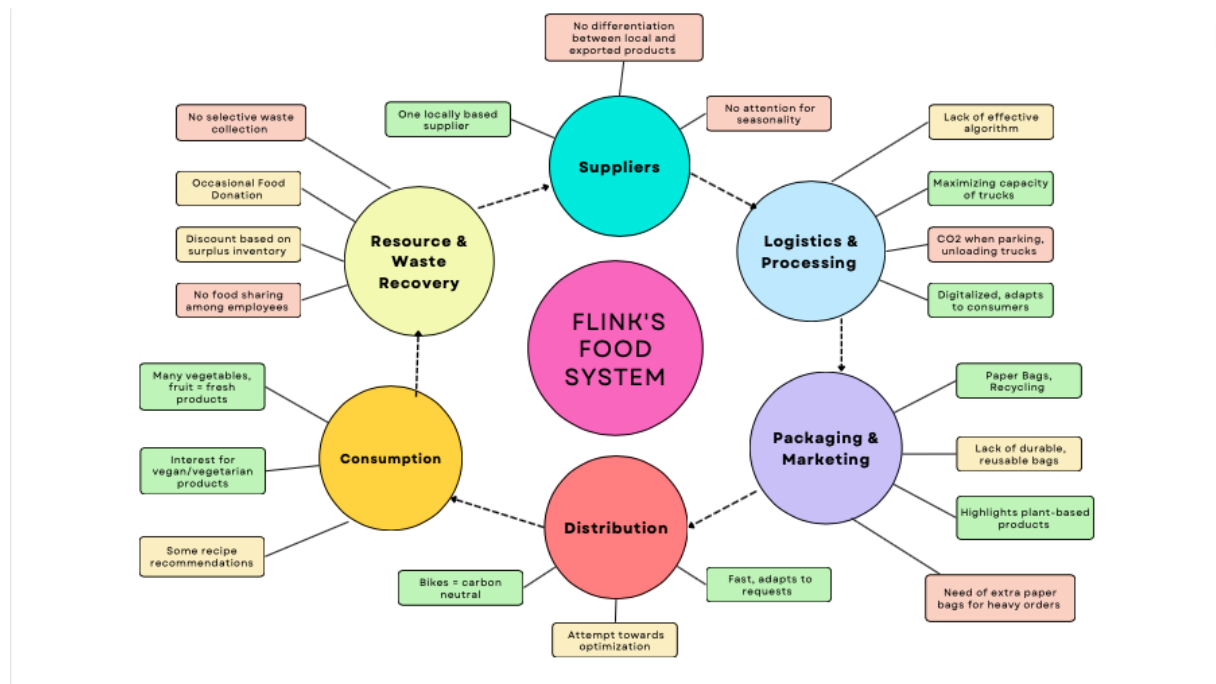 No differentiation
between local and
exported products
One locally based
supplier
No attention for
seasonality
Suppliers
Lack of effective
algorithm
Maximizing capacity
of trucks
CO2 when parking,
unloading trucks
Digitalized, adapts
to consumers
Logistics &
Processing
Paper Bags,
Recycling
Lack of durable,
reusable bags
Highlights plant-based
products
Need of extra paper
bags for heavy orders
Packaging &
Marketing
Distribution
Fast, adapts to
requests
Attempt towards
optimization
Bikes = carbon
neutral
Consumption
Many vegetables,
fruit = fresh
products
Interest for
vegan/vegetarian
products
Some recipe
recommendations
Resource &
Waste
Recovery
No selective waste
collection
Occasional Food
Donation
Discount based on
surplus inventory
No food sharing
among employees
FLINK'S
FOOD
SYSTEM